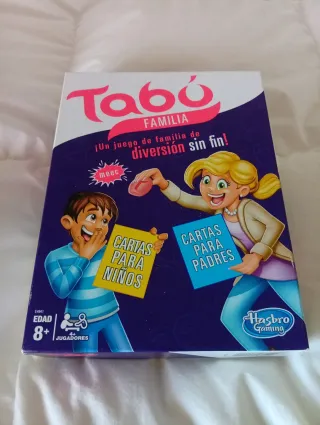 Tabú
FAMILIA
¡Un juego de familia de
diversión sin fin!
meec
CARTAS
PARA
NIÑOS
CARTAS
PARA
PADRES
EDAD
8+
4+
JUGADORES
Hasbro
Gaming